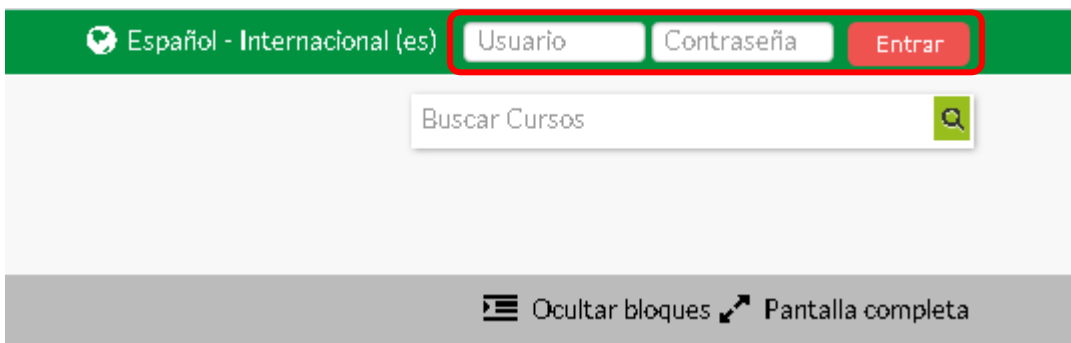 Español - Internacional (es) Usuario Contraseña Entrar
Buscar Cursos
Ocultar bloques Pantalla completa